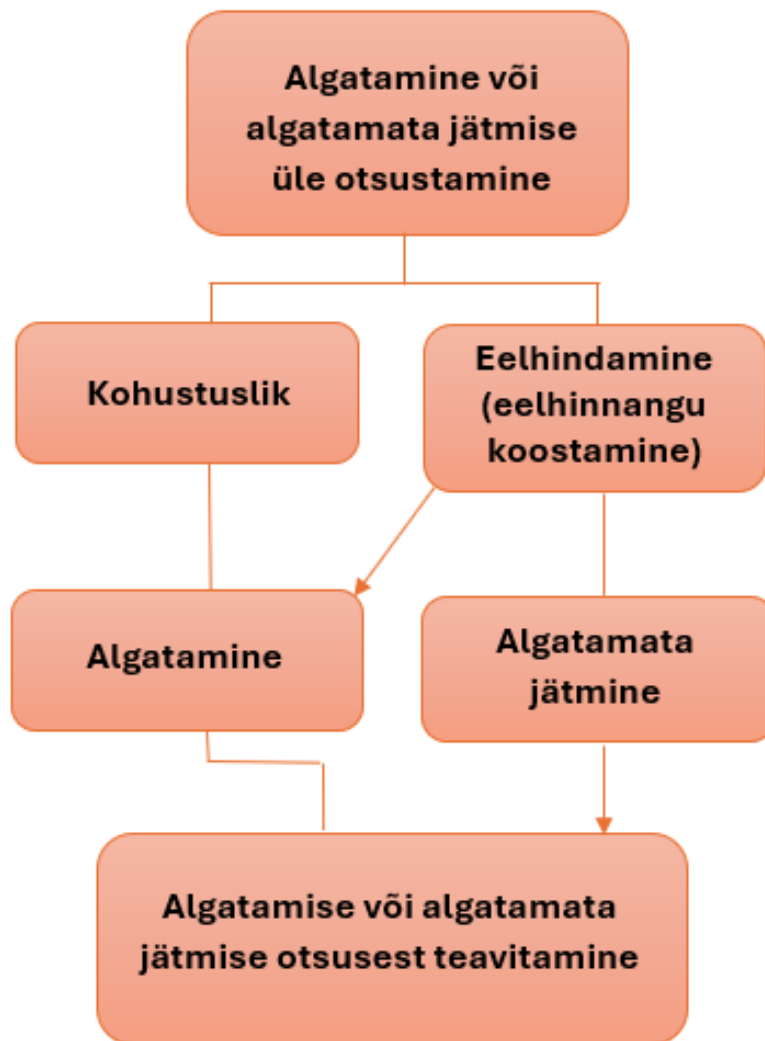 Algatamine või
algatamata jätmise
üle otsustamine
Kohustuslik
Eelhindamine
(eelhinnangu
koostamine)
Algatamine
Algatamata
jätmine
Algatamise või algatamata
jätmise otsusest teavitamine